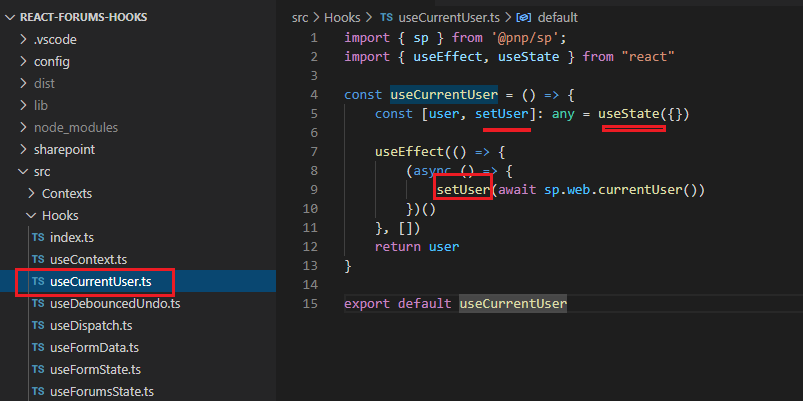 REACT-FORUMS-HOOKS
.vscode
config
dist
lib
node_modules
sharepoint
src
Contexts
Hooks
TS index.ts
TS useContext.ts
TS useCurrentUser.ts
TS useDebouncedUndo.ts
TS useDispatch.ts
TS useFormData.ts
TS useFormState.ts
TS useForumsState.ts
src > Hooks > TS useCurrentUser.ts > default
1 import { sp } from '@pnp/sp';
2 import { useEffect, useState } from "react"
3
4 const useCurrentUser = () => {
5 const [user, setUser]: any = useState({})
6
7 useEffect(() => {
8 (async () => {
9 setUser(await sp.web.currentUser())
10 })()
11 }, [])
12 return user
13 }
14
15 export default useCurrentUser